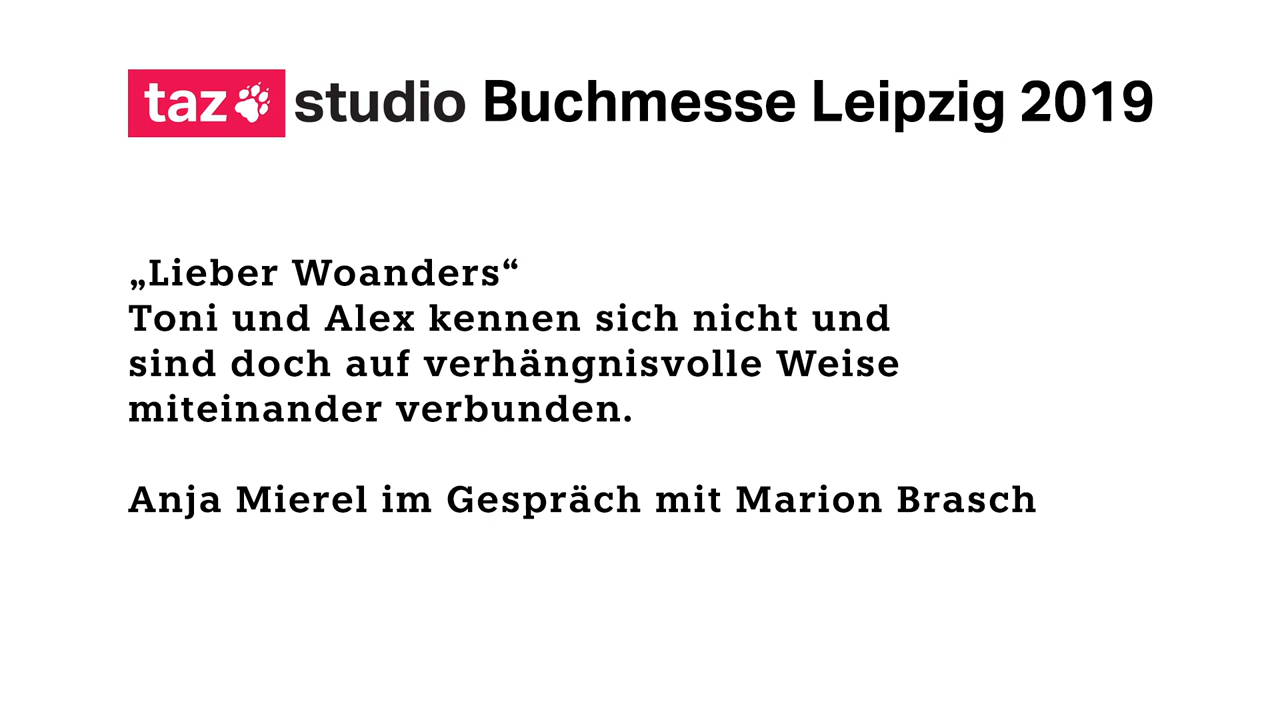 taz studio Buchmesse Leipzig 2019
„Lieber Woanders“
Toni und Alex kennen sich nicht und
sind doch auf verhängnisvolle Weise
miteinander verbunden.
Anja Mierel im Gespräch mit Marion Brasch